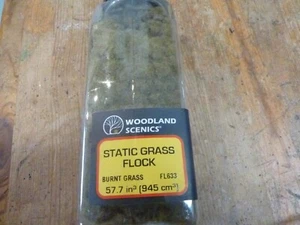 WOODLAND
SCENICS®
STATIC GRASS
FLOCK
BURNT GRASS FL633
57.7 in³ (945 cm³)